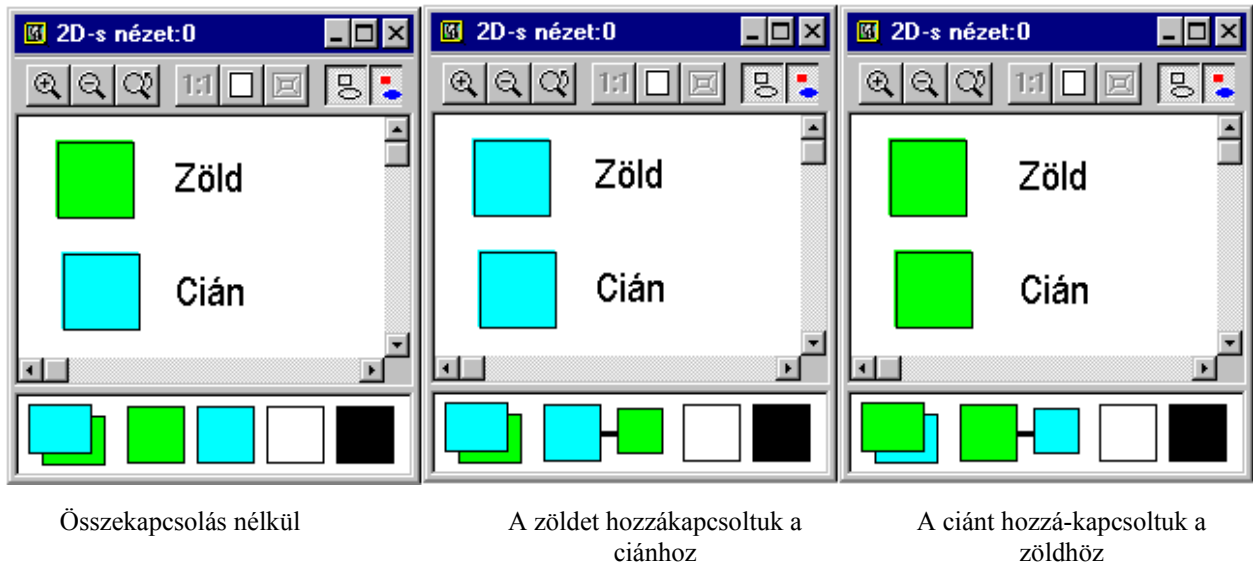 2D-s nézet:0
1:1
Zöld
Cián
2D-s nézet:0
1:1
Zöld
Cián
2D-s nézet:0
1:1
Zöld
Cián
Összekapcsolás nélkül
A zöldet hozzákapcsoltuk a
ciánhoz
A ciánt hozzá-kapcsoltuk a
zöldhöz